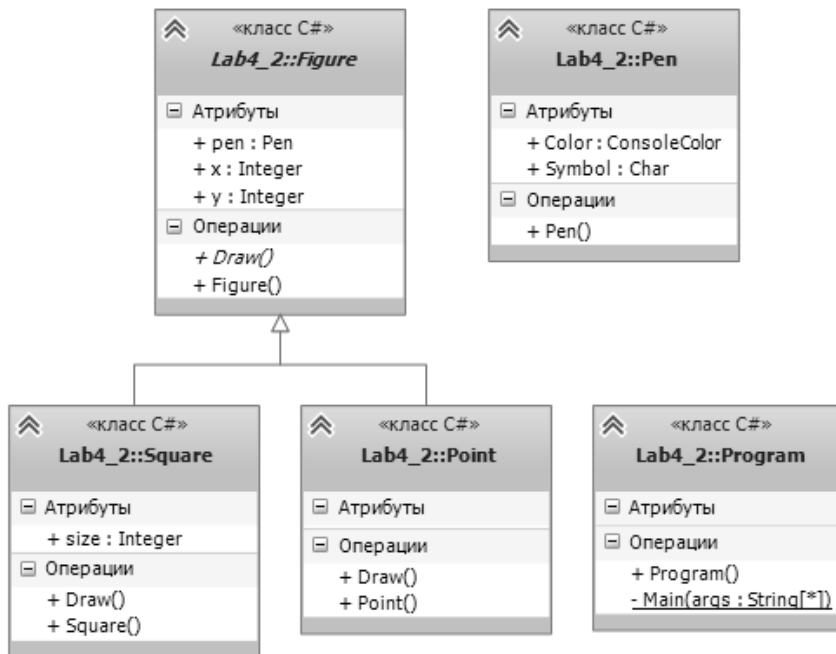 «класс C#»
Lab4_2::Figure
Атрибуты
+ pen : Pen
+ x : Integer
+ y : Integer
Операции
+ Draw()
+ Figure()
«класс C#»
Lab4_2::Pen
Атрибуты
+ Color : ConsoleColor
+ Symbol : Char
Операции
+ Pen()
«класс C#»
Lab4_2::Square
Атрибуты
+ size : Integer
Операции
+ Draw()
+ Square()
«класс C#»
Lab4_2::Point
Атрибуты
Операции
+ Draw()
+ Point()
«класс C#»
Lab4_2::Program
Атрибуты
Операции
+ Program()
- Main(args : String[*])